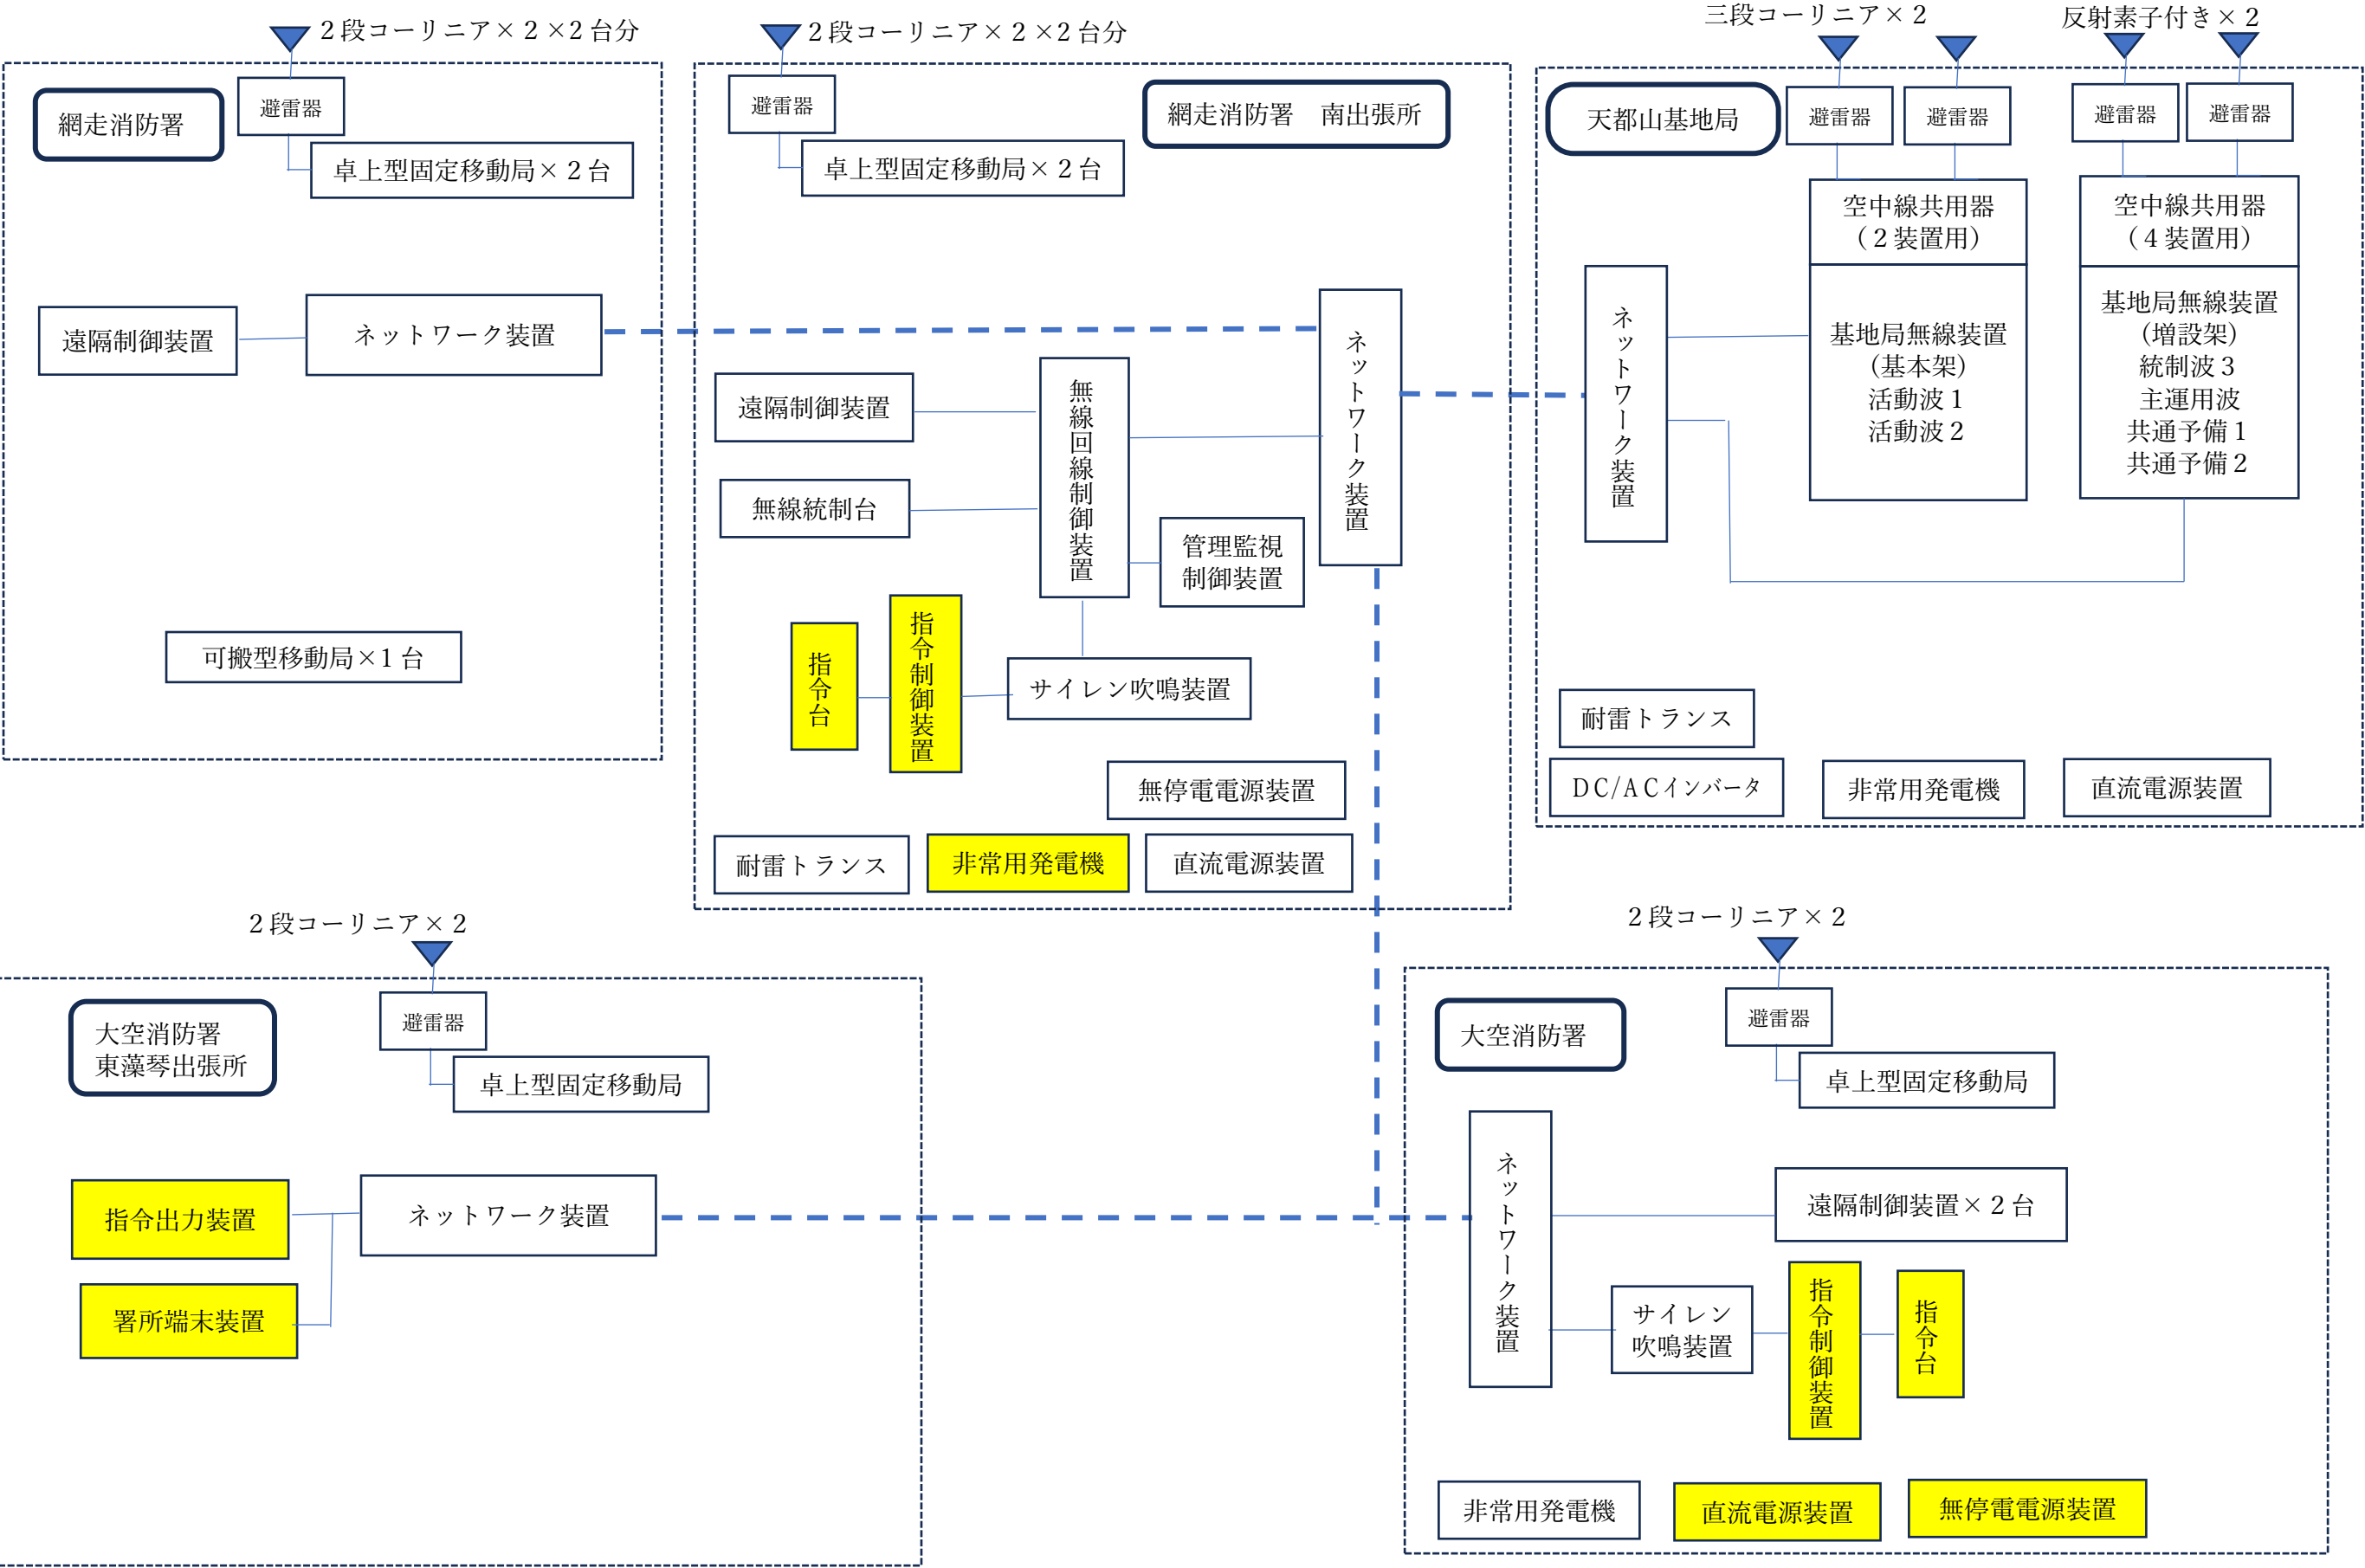 ２段コーリニア×２×2 台分
網走消防署
避雷器
卓上型固定移動局×２台
遠隔制御装置
ネットワーク装置
可搬型移動局×1 台
２段コーリニア×２×2 台分
避雷器
網走消防署　南出張所
卓上型固定移動局×２台
遠隔制御装置
無線統制台
無線回線制御装置
ネットワーク装置
管理監視
制御装置
指令台
指令制御装置
サイレン吹鳴装置
無停電電源装置
耐雷トランス
非常用発電機
直流電源装置
三段コーリニア×２
反射素子付き×２
天都山基地局
避雷器
避雷器
避雷器
避雷器
空中線共用器
（２装置用）
空中線共用器
（４装置用）
ネットワーク装置
基地局無線装置
（基本架）
活動波１
活動波２
基地局無線装置
（増設架）
統制波３
主運用波
共通予備１
共通予備２
耐雷トランス
ＤＣ/ＡＣインバータ
非常用発電機
直流電源装置
２段コーリニア×２
大空消防署
東藻琴出張所
避雷器
卓上型固定移動局
指令出力装置
ネットワーク装置
署所端末装置
２段コーリニア×２
大空消防署
避雷器
卓上型固定移動局
ネットワーク装置
遠隔制御装置×２台
サイレン
吹鳴装置
指令制御装置
指令台
非常用発電機
直流電源装置
無停電電源装置